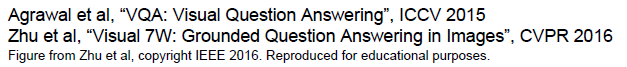 Agrawal et al, “VQA: Visual Question Answering”, ICCV 2015
Zhu et al, “Visual 7W: Grounded Question Answering in Images”, CVPR 2016
Figure from Zhu et al, copyright IEEE 2016. Reproduced for educational purposes.